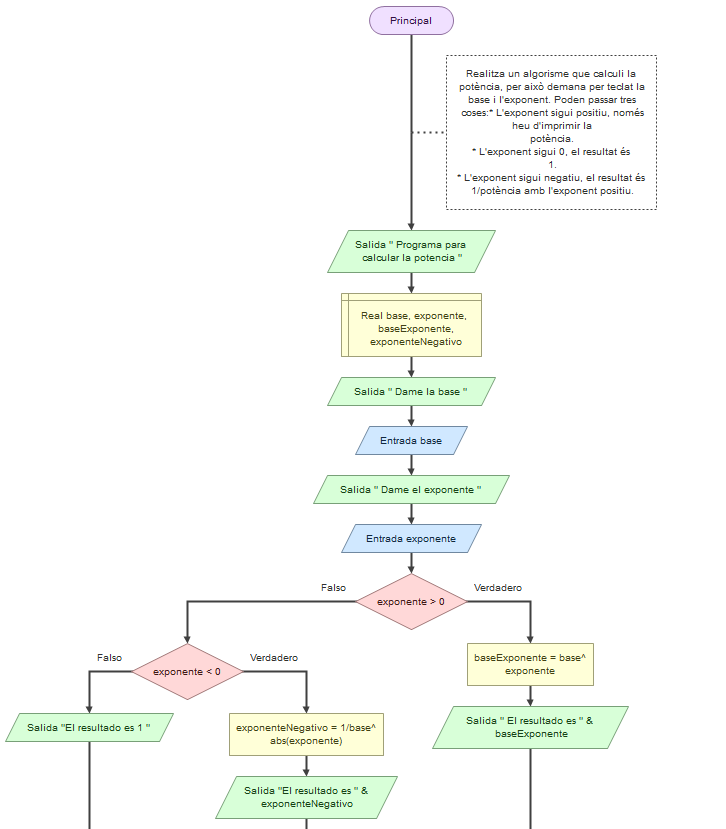 Principal
Realitza un algorisme que calculi la
potència, per això demana per teclat la
base i l'exponent. Poden passar tres
coses:* L'exponent sigui positiu, només
heu d'imprimir la
potència.
* L'exponent sigui 0, el resultat és
1.
* L'exponent sigui negatiu, el resultat és
1/potència amb l'exponent positiu.
Salida " Programa para
calcular la potencia "
Real base, exponente,
baseExponente,
exponenteNegativo
Salida " Dame la base "
Entrada base
Salida " Dame el exponente "
Entrada exponente
Falso
Verdadero
exponente > 0
Falso
Verdadero
exponente < 0
baseExponente = base^
exponente
Salida "El resultado es 1 "
exponenteNegativo = 1/base^
abs(exponente)
Salida " El resultado es " &
baseExponente
Salida "El resultado es " &
exponenteNegativo